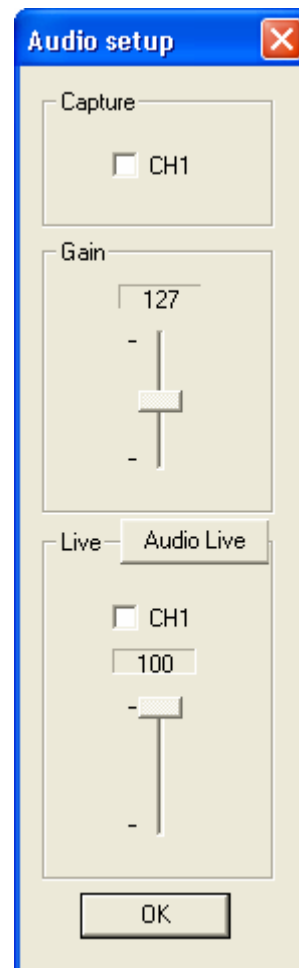 Audio setup
Capture
CH1
Gain
127
-
-
Live
Audio Live
CH1
100
-
-
OK